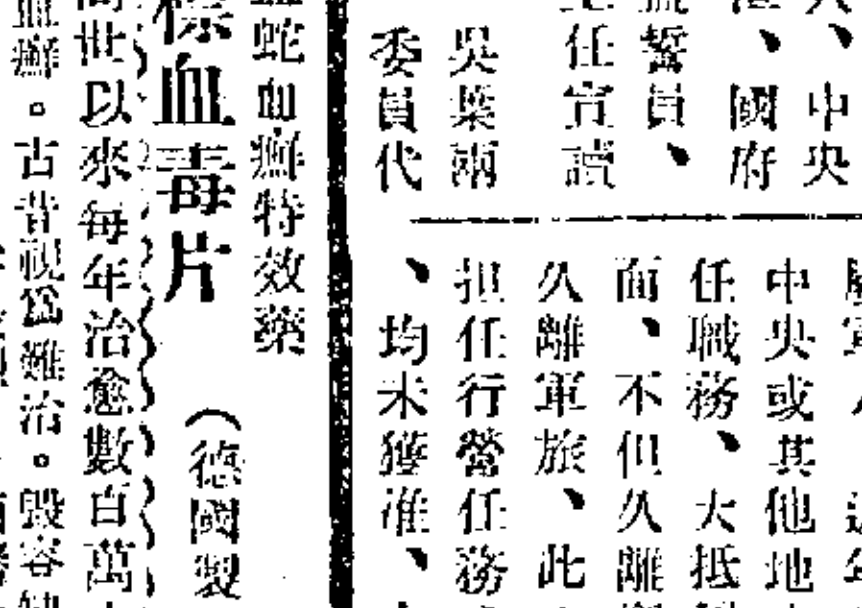 、中央
、國府
誓員、
任宣讀
吳葉兩
委員代
中央或其他地
任職務、大抵
面、不但久離
久離軍旅、此
担任行營任務
、均未獲准、
蛇血癬特效藥
標血毒片
(德國製
世以來每年治愈數百萬
血癬。古昔視爲難治。毀容